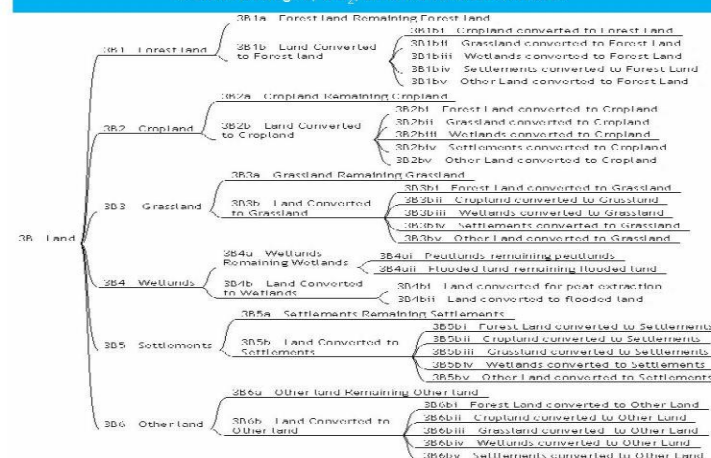 3B1a Forest land Remaining Forest land
3B1 Forest land
3B1b Land Converted
to Forest land
3B1bi Cropland converted to Forest Land
3B1bii Grassland converted to Forest Land
3B1biii Wetlands converted to Forest Land
3B1biv Settlements converted to Forest Land
3B1bv Other Land converted to Forest Land
3B2a Cropland Remaining Cropland
3B2 Cropland
3B2b Land Converted
to Cropland
3B2bi Forest Land converted to Cropland
3B2bii Grassland converted to Cropland
3B2biii Wetlands converted to Cropland
3B2biv Settlements converted to Cropland
3B2bv Other Land converted to Cropland
3B3a Grassland Remaining Grassland
3B3 Grassland
3B3b Land Converted
to Grassland
3B3bi Forest Land converted to Grassland
3B3bii Cropland converted to Grassland
3B3biii Wetlands converted to Grassland
3B3biv Settlements converted to Grassland
3B3bv Other Land converted to Grassland
3B Land
3B4a Wetlands
Remaining Wetlands
3B4ai Peatlands remaining peatlands
3B4aii Flooded land remaining flooded land
3B4 Wetlands
3B4b Land Converted
to Wetlands
3B4bi Land converted for peat extraction
3B4bii Land converted to flooded land
3B5a Settlements Remaining Settlements
3B5 Settlements
3B5b Land Converted to
Settlements
3B5bi Forest Land converted to Settlements
3B5bii Cropland converted to Settlements
3B5biii Grassland converted to Settlements
3B5biv Wetlands converted to Settlements
3B5bv Other Land converted to Settlements
3B6a Other land Remaining Other land
3B6 Other land
3B6b Land Converted to
Other land
3B6bi Forest Land converted to Other Land
3B6bii Cropland converted to Other Land
3B6biii Grassland converted to Other Land
3B6biv Wetlands converted to Other Land
3B6bv Settlements converted to Other Land